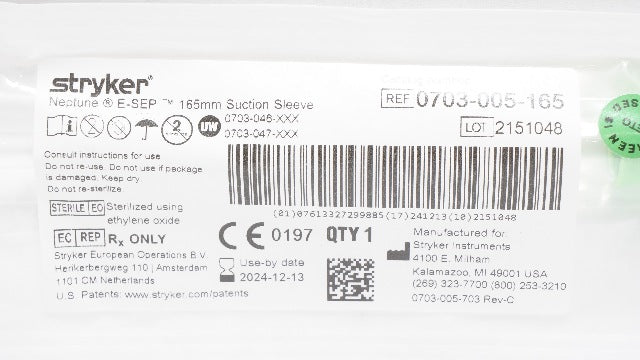 stryker®
Neptune ® E-SEP ™ 165mm Suction Sleeve
REF 0703-005-165
2
UW
0703-046-XXX
0703-047-XXX
LOT 2151048
Consult instructions for use
Do not re-use. Do not use if package
is damaged. Keep dry.
Do not re-sterilize.
STERILE EO Sterilized using
ethylene oxide
(01)07613327299885(17)241213(10)2151048
EC REP Rx ONLY
CE 0197 QTY 1
Stryker European Operations B.V.
Herikerbergweg 110 | Amsterdam
1101 CM Netherlands
U.S. Patents: www.stryker.com/patents
Use-by date
2024-12-13
Manufactured for:
Stryker Instruments
4100 E. Milham
Kalamazoo, MI 49001 USA
(269) 323-7700 (800) 253-3210
0703-005-703 Rev-C